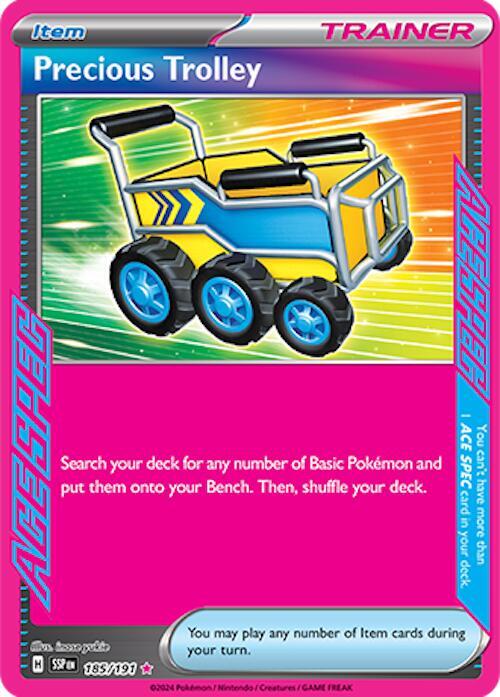 Item
TRAINER
Precious Trolley
ACE SPEC
ACE SPEC
Search your deck for any number of Basic Pokémon and
put them onto your Bench. Then, shuffle your deck.
You can't have more than
1 ACE SPEC card in your deck.
You may play any number of Item cards during
your turn.
Illus. inose yukie
H SSP EN 185/191
©2024 Pokémon / Nintendo / Creatures / GAME FREAK